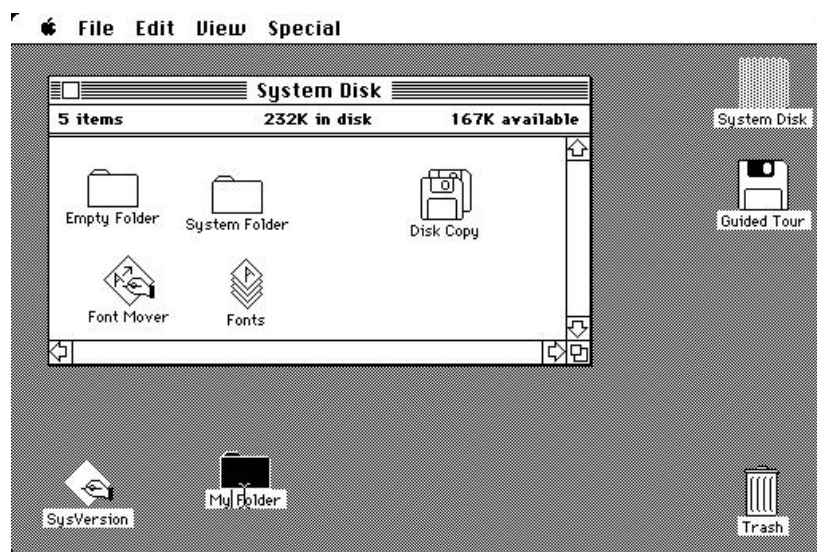 File Edit View Special
System Disk
5 items 232K in disk 167K available
System Disk
Empty Folder System Folder Disk Copy
Guided Tour
Font Mover Fonts
SysVersion My Folder
Trash